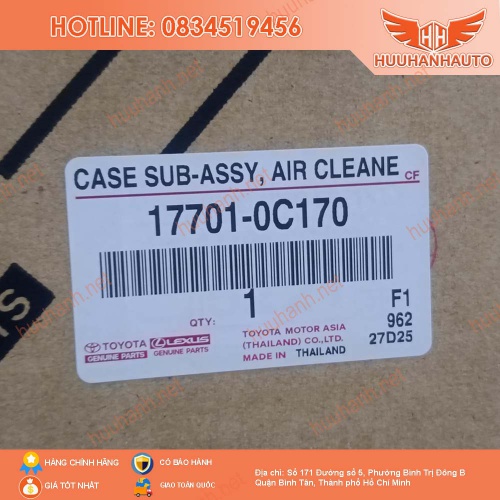 HOTLINE: 0834519456
HUUHANHAUTO
CASE SUB-ASSY, AIR CLEANE CF
17701-0C170
QTY: 1 F1
962
27D25
TOYOTA GENUINE PARTS
LEXUS GENUINE PARTS
TOYOTA MOTOR ASIA
(THAILAND) CO.,LTD.
MADE IN THAILAND
huuhanh.net
HÀNG CHÍNH HÃNG
CÓ BẢO HÀNH
GIÁ TỐT NHẤT
GIAO TOÀN QUỐC
Địa chỉ: Số 171 Đường số 5, Phường Bình Trị Đông B
Quận Bình Tân, Thành phố Hồ Chí Minh